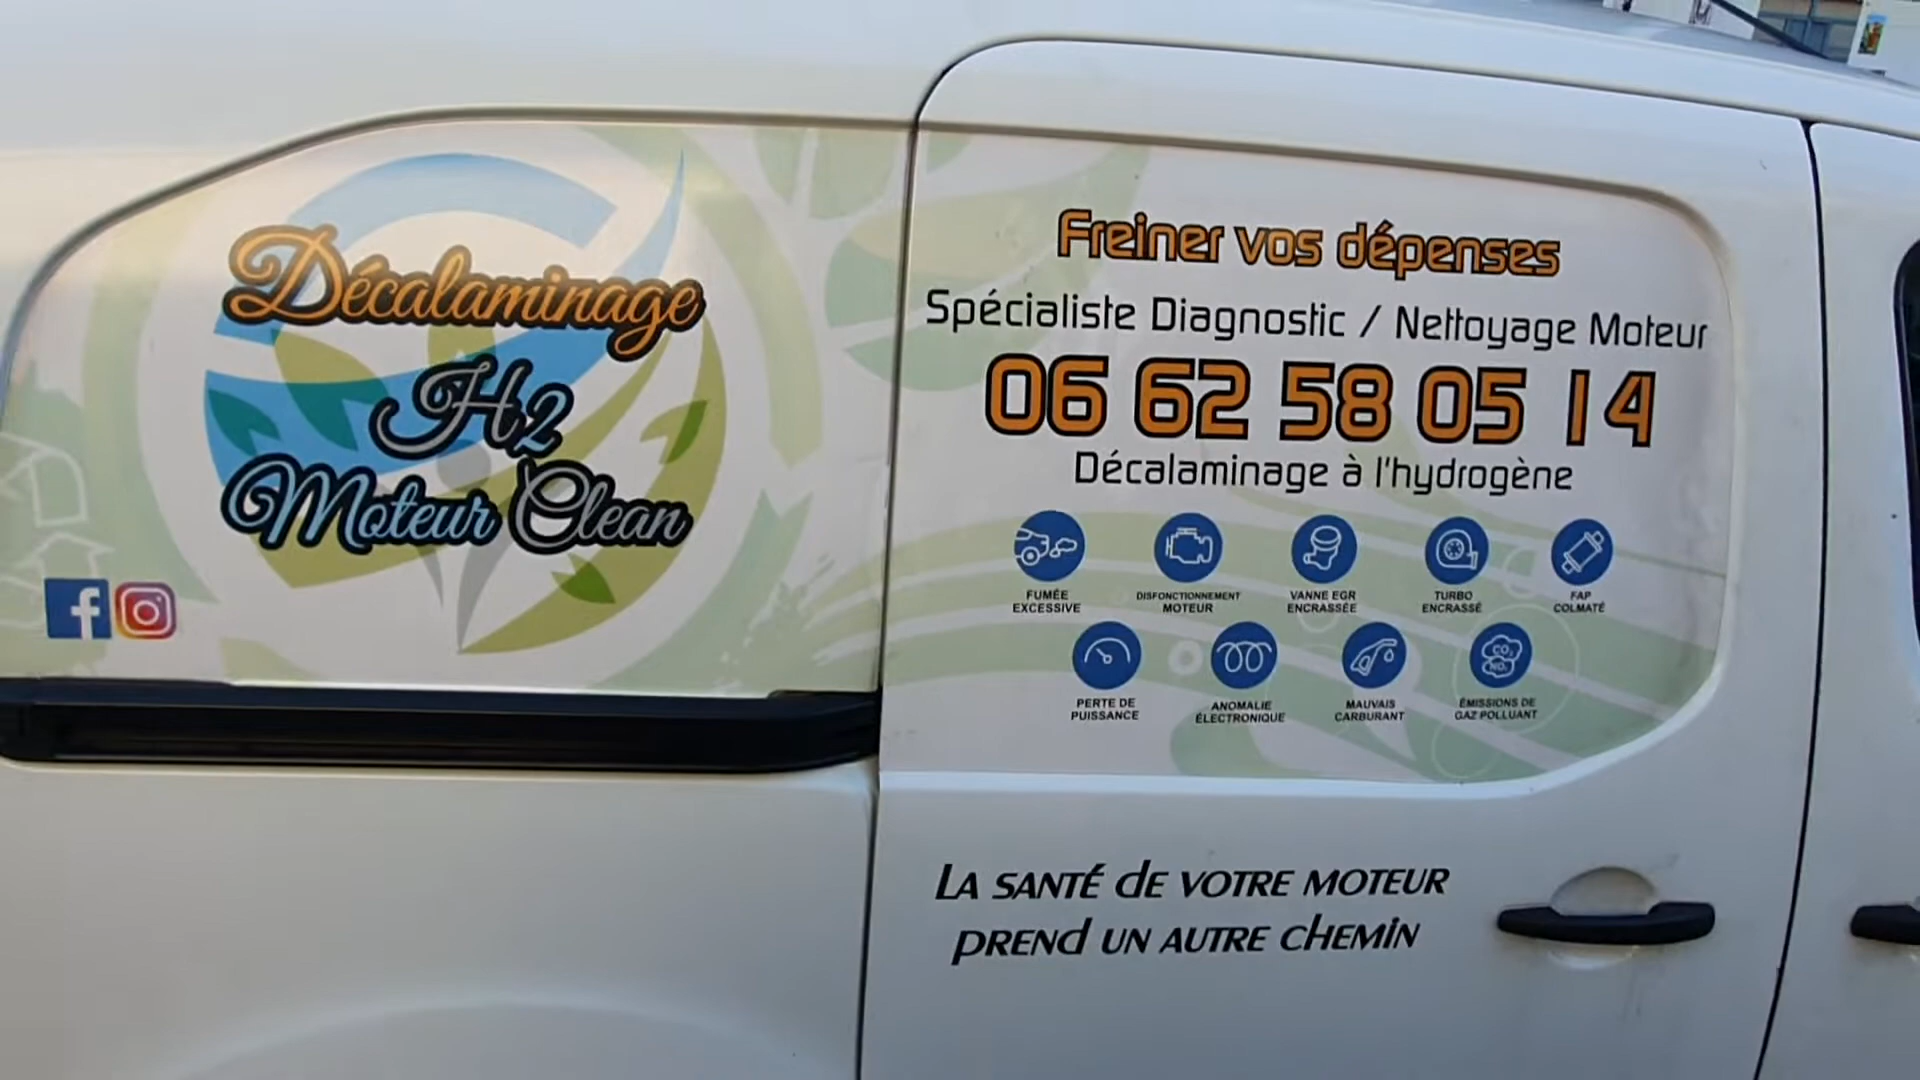 Décalaminage
H2
Moteur Clean
Freiner vos dépenses
Spécialiste Diagnostic / Nettoyage Moteur
06 62 58 05 14
Décalaminage à l'hydrogène
FUMÉE
EXCESSIVE
DISFONCTIONNEMENT
MOTEUR
VANNE EGR
ENCRASSÉE
TURBO
ENCRASSÉ
FAP
COLMATÉ
CO₂
NOₓ
PERTE DE
PUISSANCE
ANOMALIE
ÉLECTRONIQUE
MAUVAIS
CARBURANT
ÉMISSIONS DE
GAZ POLLUANT
LA SANTÉ dE VOTRE MOTEUR
PRENd UN AUTRE CHEMiN